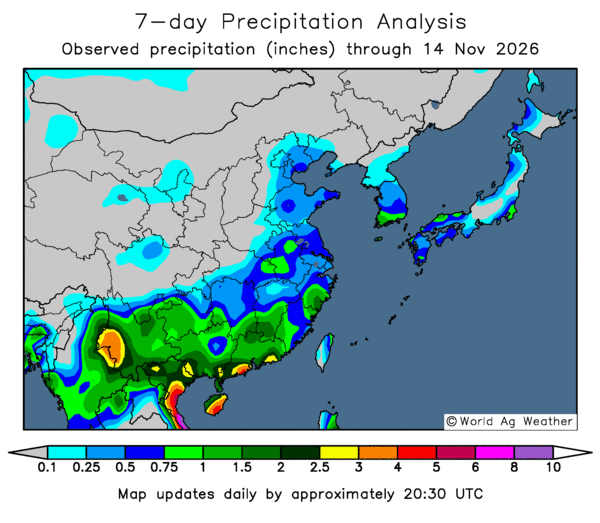 7-day Precipitation Analysis
Observed precipitation (inches) through 14 Nov 2026
© World Ag Weather
0.1 0.25 0.5 0.75 1 1.5 2 2.5 3 4 5 6 8 10
Map updates daily by approximately 20:30 UTC